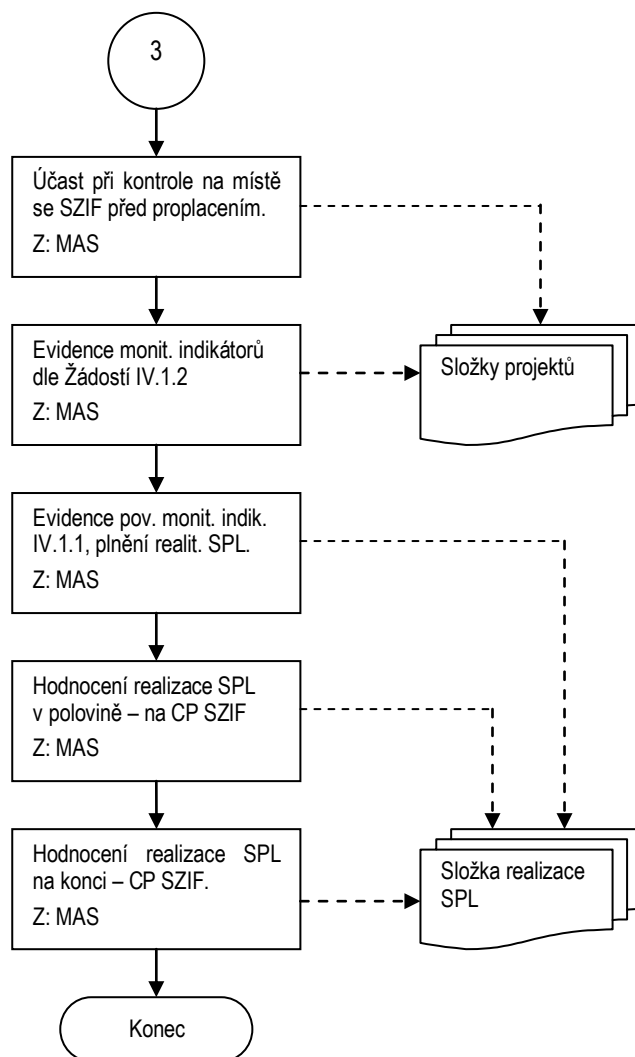 3
Účast při kontrole na místě
se SZIF před proplacením.
Z: MAS
Evidence monit. indikátorů
dle Žádostí IV.1.2
Z: MAS
Složky projektů
Evidence pov. monit. indik.
IV.1.1, plnění realit. SPL.
Z: MAS
Hodnocení realizace SPL
v polovině – na CP SZIF
Z: MAS
Hodnocení realizace SPL
na konci – CP SZIF.
Z: MAS
Složka realizace
SPL
Konec